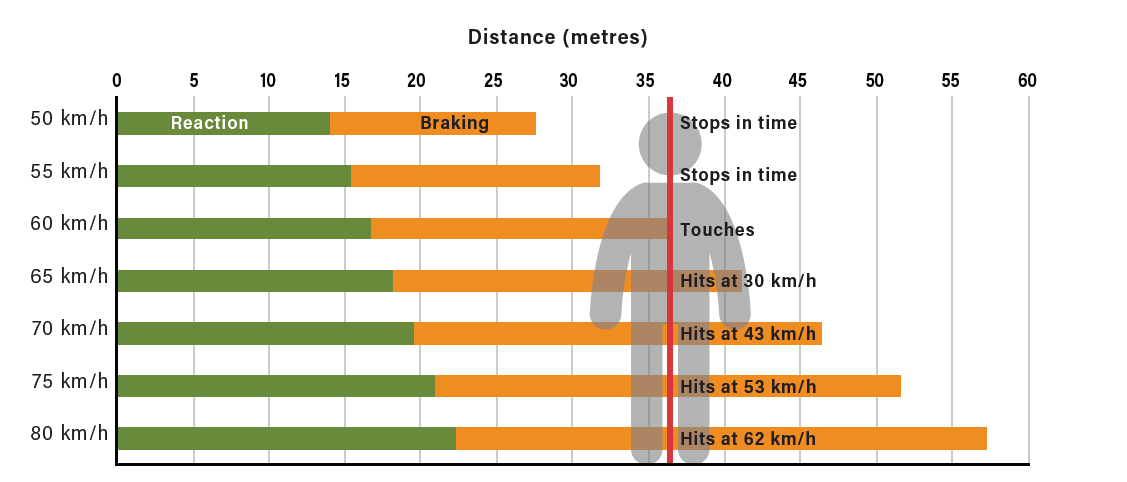 Distance (metres)
0 5 10 15 20 25 30 35 40 45 50 55 60
50 km/h Reaction Braking Stops in time
55 km/h Stops in time
60 km/h Touches
65 km/h Hits at 30 km/h
70 km/h Hits at 43 km/h
75 km/h Hits at 53 km/h
80 km/h Hits at 62 km/h